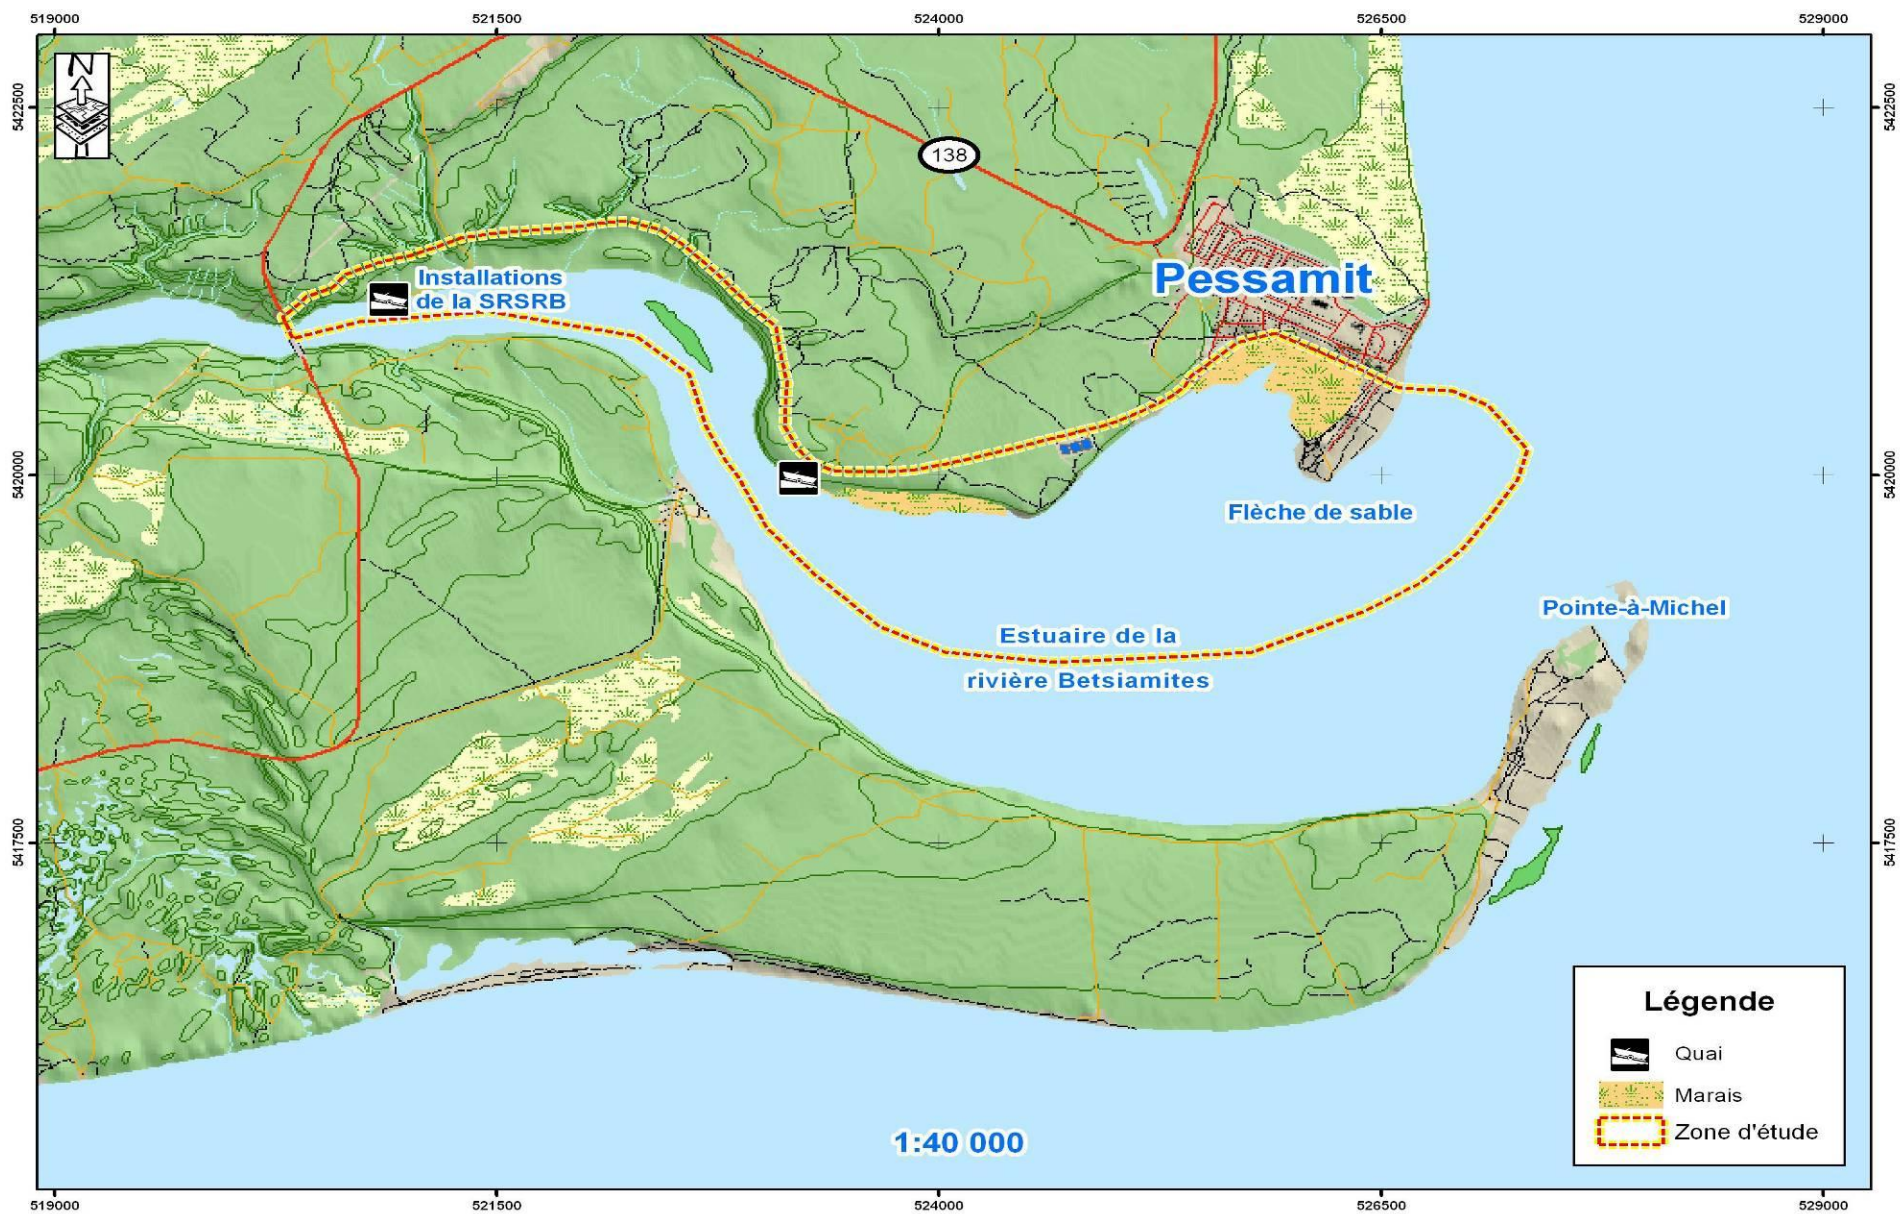 519000
521500
524000
526500
529000
N
5422500
5422500
138
Pessamit
Installations
de la SRSRB
5420000
5420000
Flèche de sable
Pointe-à-Michel
Estuaire de la
rivière Betsiamites
5417500
5417500
Légende
Quai
Marais
Zone d'étude
1:40 000
519000
521500
524000
526500
529000